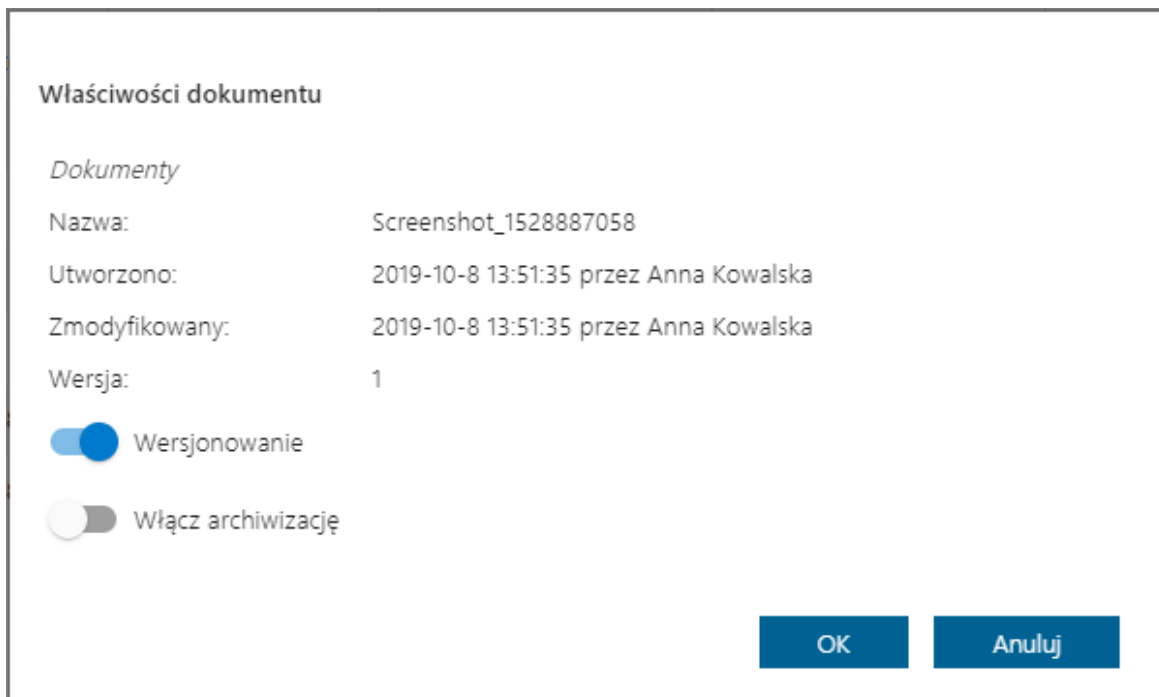 Właściwości dokumentu
Dokumenty
Nazwa: Screenshot_1528887058
Utworzono: 2019-10-8 13:51:35 przez Anna Kowalska
Zmodyfikowany: 2019-10-8 13:51:35 przez Anna Kowalska
Wersja: 1
Wersjonowanie
Włącz archiwizację
OK Anuluj